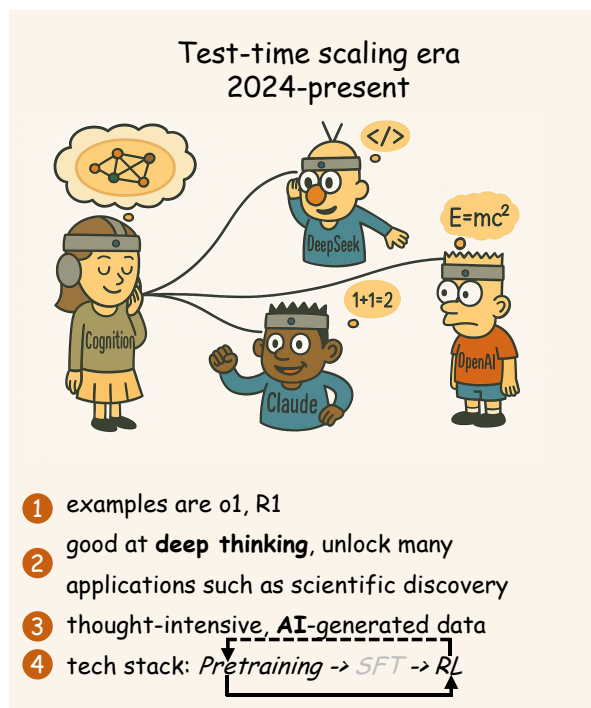 Test-time scaling era
2024-present
</>
E=mc²
DeepSeek
1+1=2
Cognition
OpenAI
Claude
1 examples are o1, R1
2 good at deep thinking, unlock many
applications such as scientific discovery
3 thought-intensive, AI-generated data
4 tech stack: Pretraining -> SFT -> RL